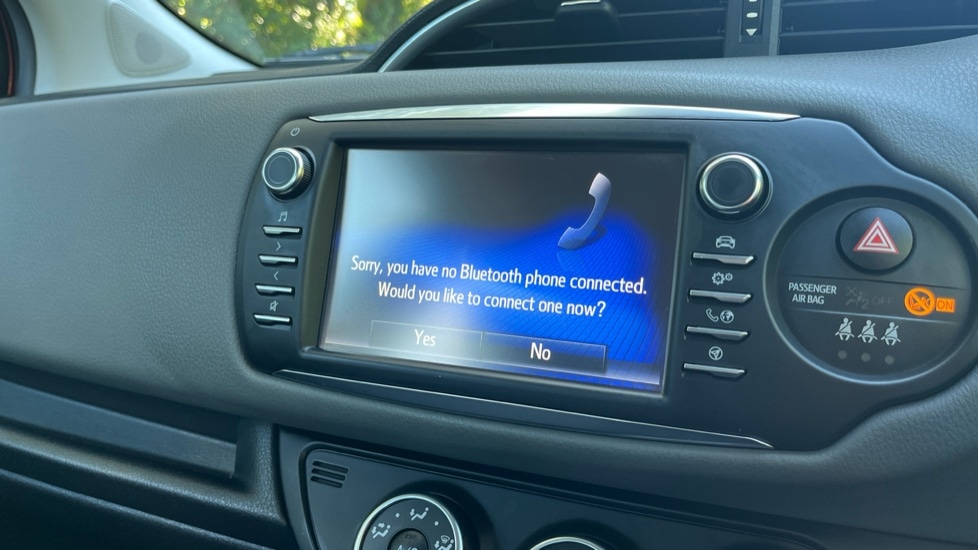 Sorry, you have no Bluetooth phone connected.
Would you like to connect one now?
Yes
No
PASSENGER
AIR BAG
OFF
ON